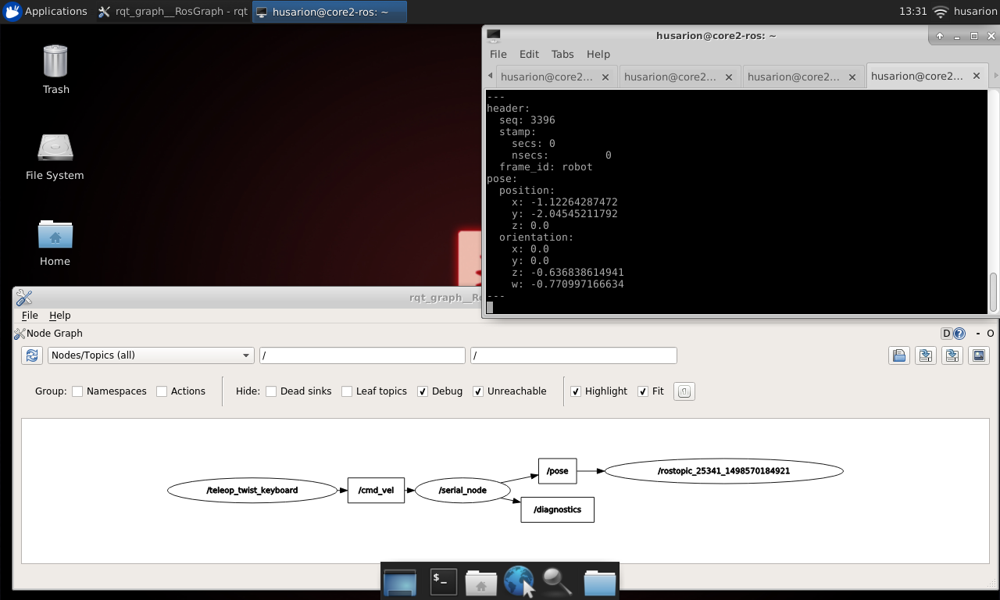 Applications
rqt_graph__RosGraph - rqt
husarion@core2-ros: ~
13:31
husarion
Trash
File System
Home
husarion@core2-ros: ~
File Edit Tabs Help
husarion@core2... husarion@core2... husarion@core2... husarion@core2...
---
header:
seq: 3396
stamp:
secs: 0
nsecs: 0
frame_id: robot
pose:
position:
x: -1.12264287472
y: -2.04545211792
z: 0.0
orientation:
x: 0.0
y: 0.0
z: -0.636838614941
w: -0.770997166634
---
rqt_graph__R
File Help
Node Graph
D ? - O
Nodes/Topics (all) / /
Group: Namespaces Actions Hide: Dead sinks Leaf topics Debug Unreachable Highlight Fit
/teleop_twist_keyboard
/cmd_vel
/serial_node
/pose
/rostopic_25341_1498570184921
/diagnostics
$_